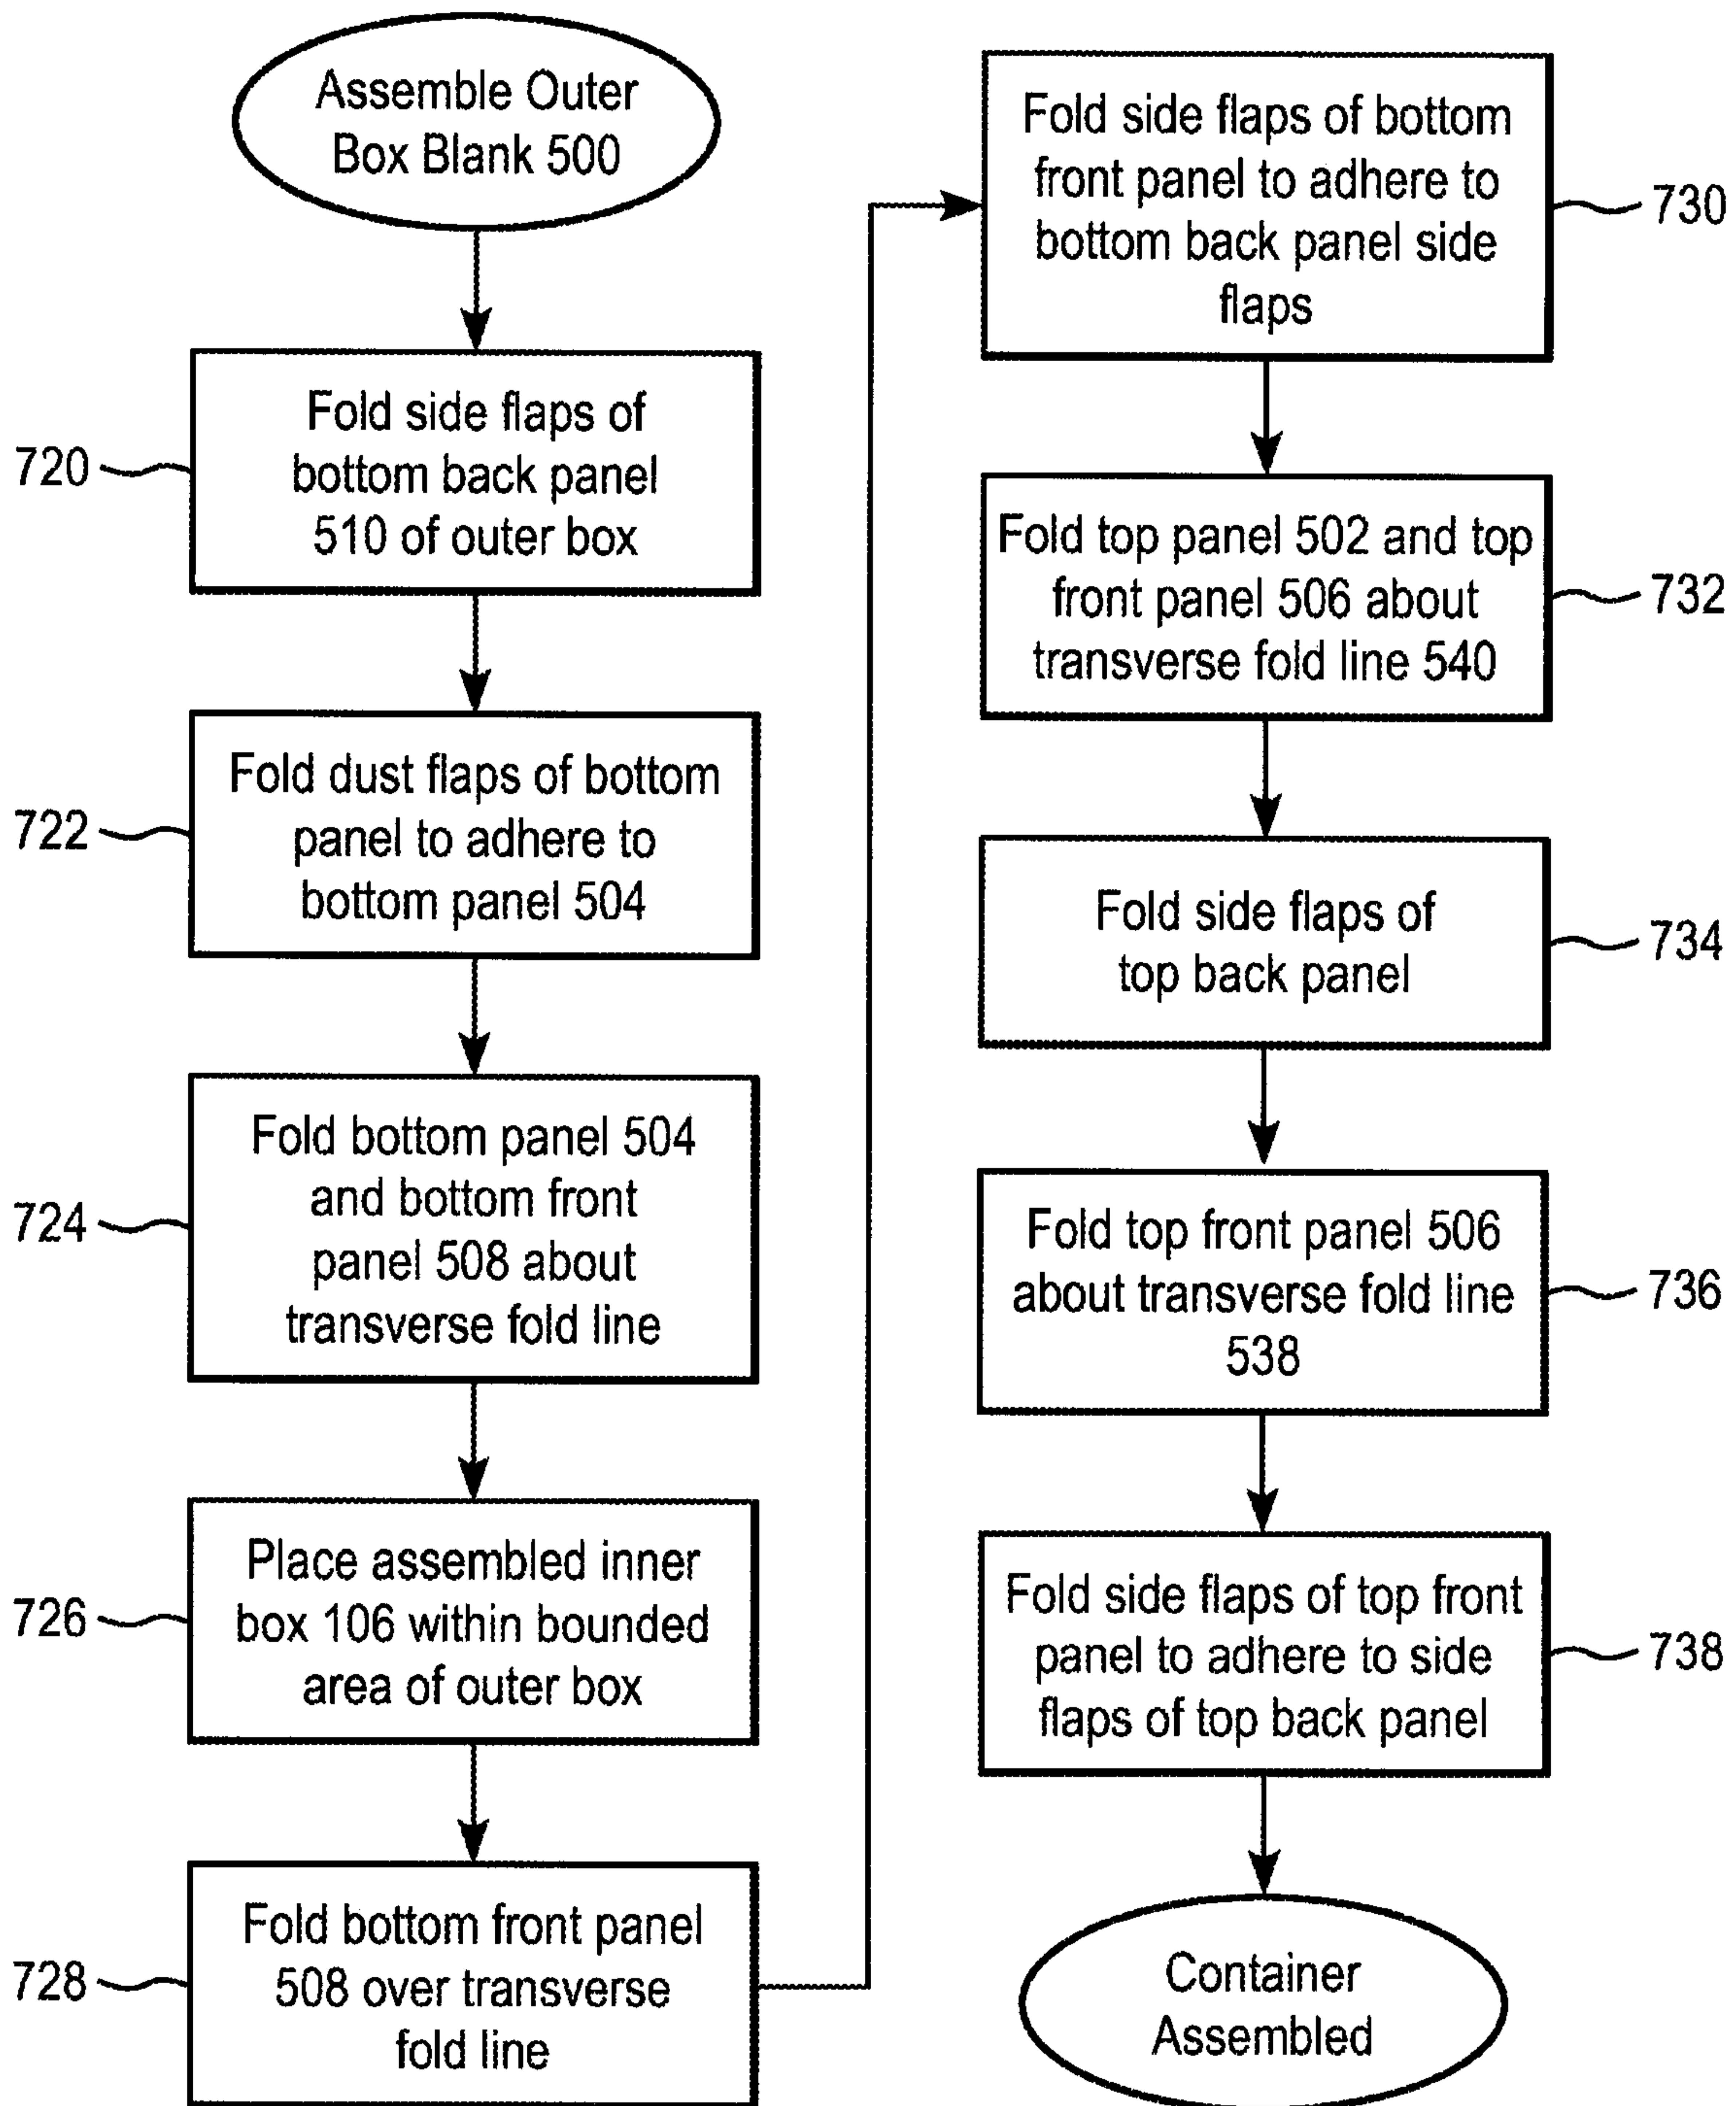 Assemble Outer
Box Blank 500
720
Fold side flaps of
bottom back panel
510 of outer box
722
Fold dust flaps of bottom
panel to adhere to
bottom panel 504
724
Fold bottom panel 504
and bottom front
panel 508 about
transverse fold line
726
Place assembled inner
box 106 within bounded
area of outer box
728
Fold bottom front panel
508 over transverse
fold line
Fold side flaps of bottom
front panel to adhere to
bottom back panel side
flaps
730
Fold top panel 502 and top
front panel 506 about
transverse fold line 540
732
Fold side flaps of
top back panel
734
Fold top front panel 506
about transverse fold line
538
736
Fold side flaps of top front
panel to adhere to side
flaps of top back panel
738
Container
Assembled